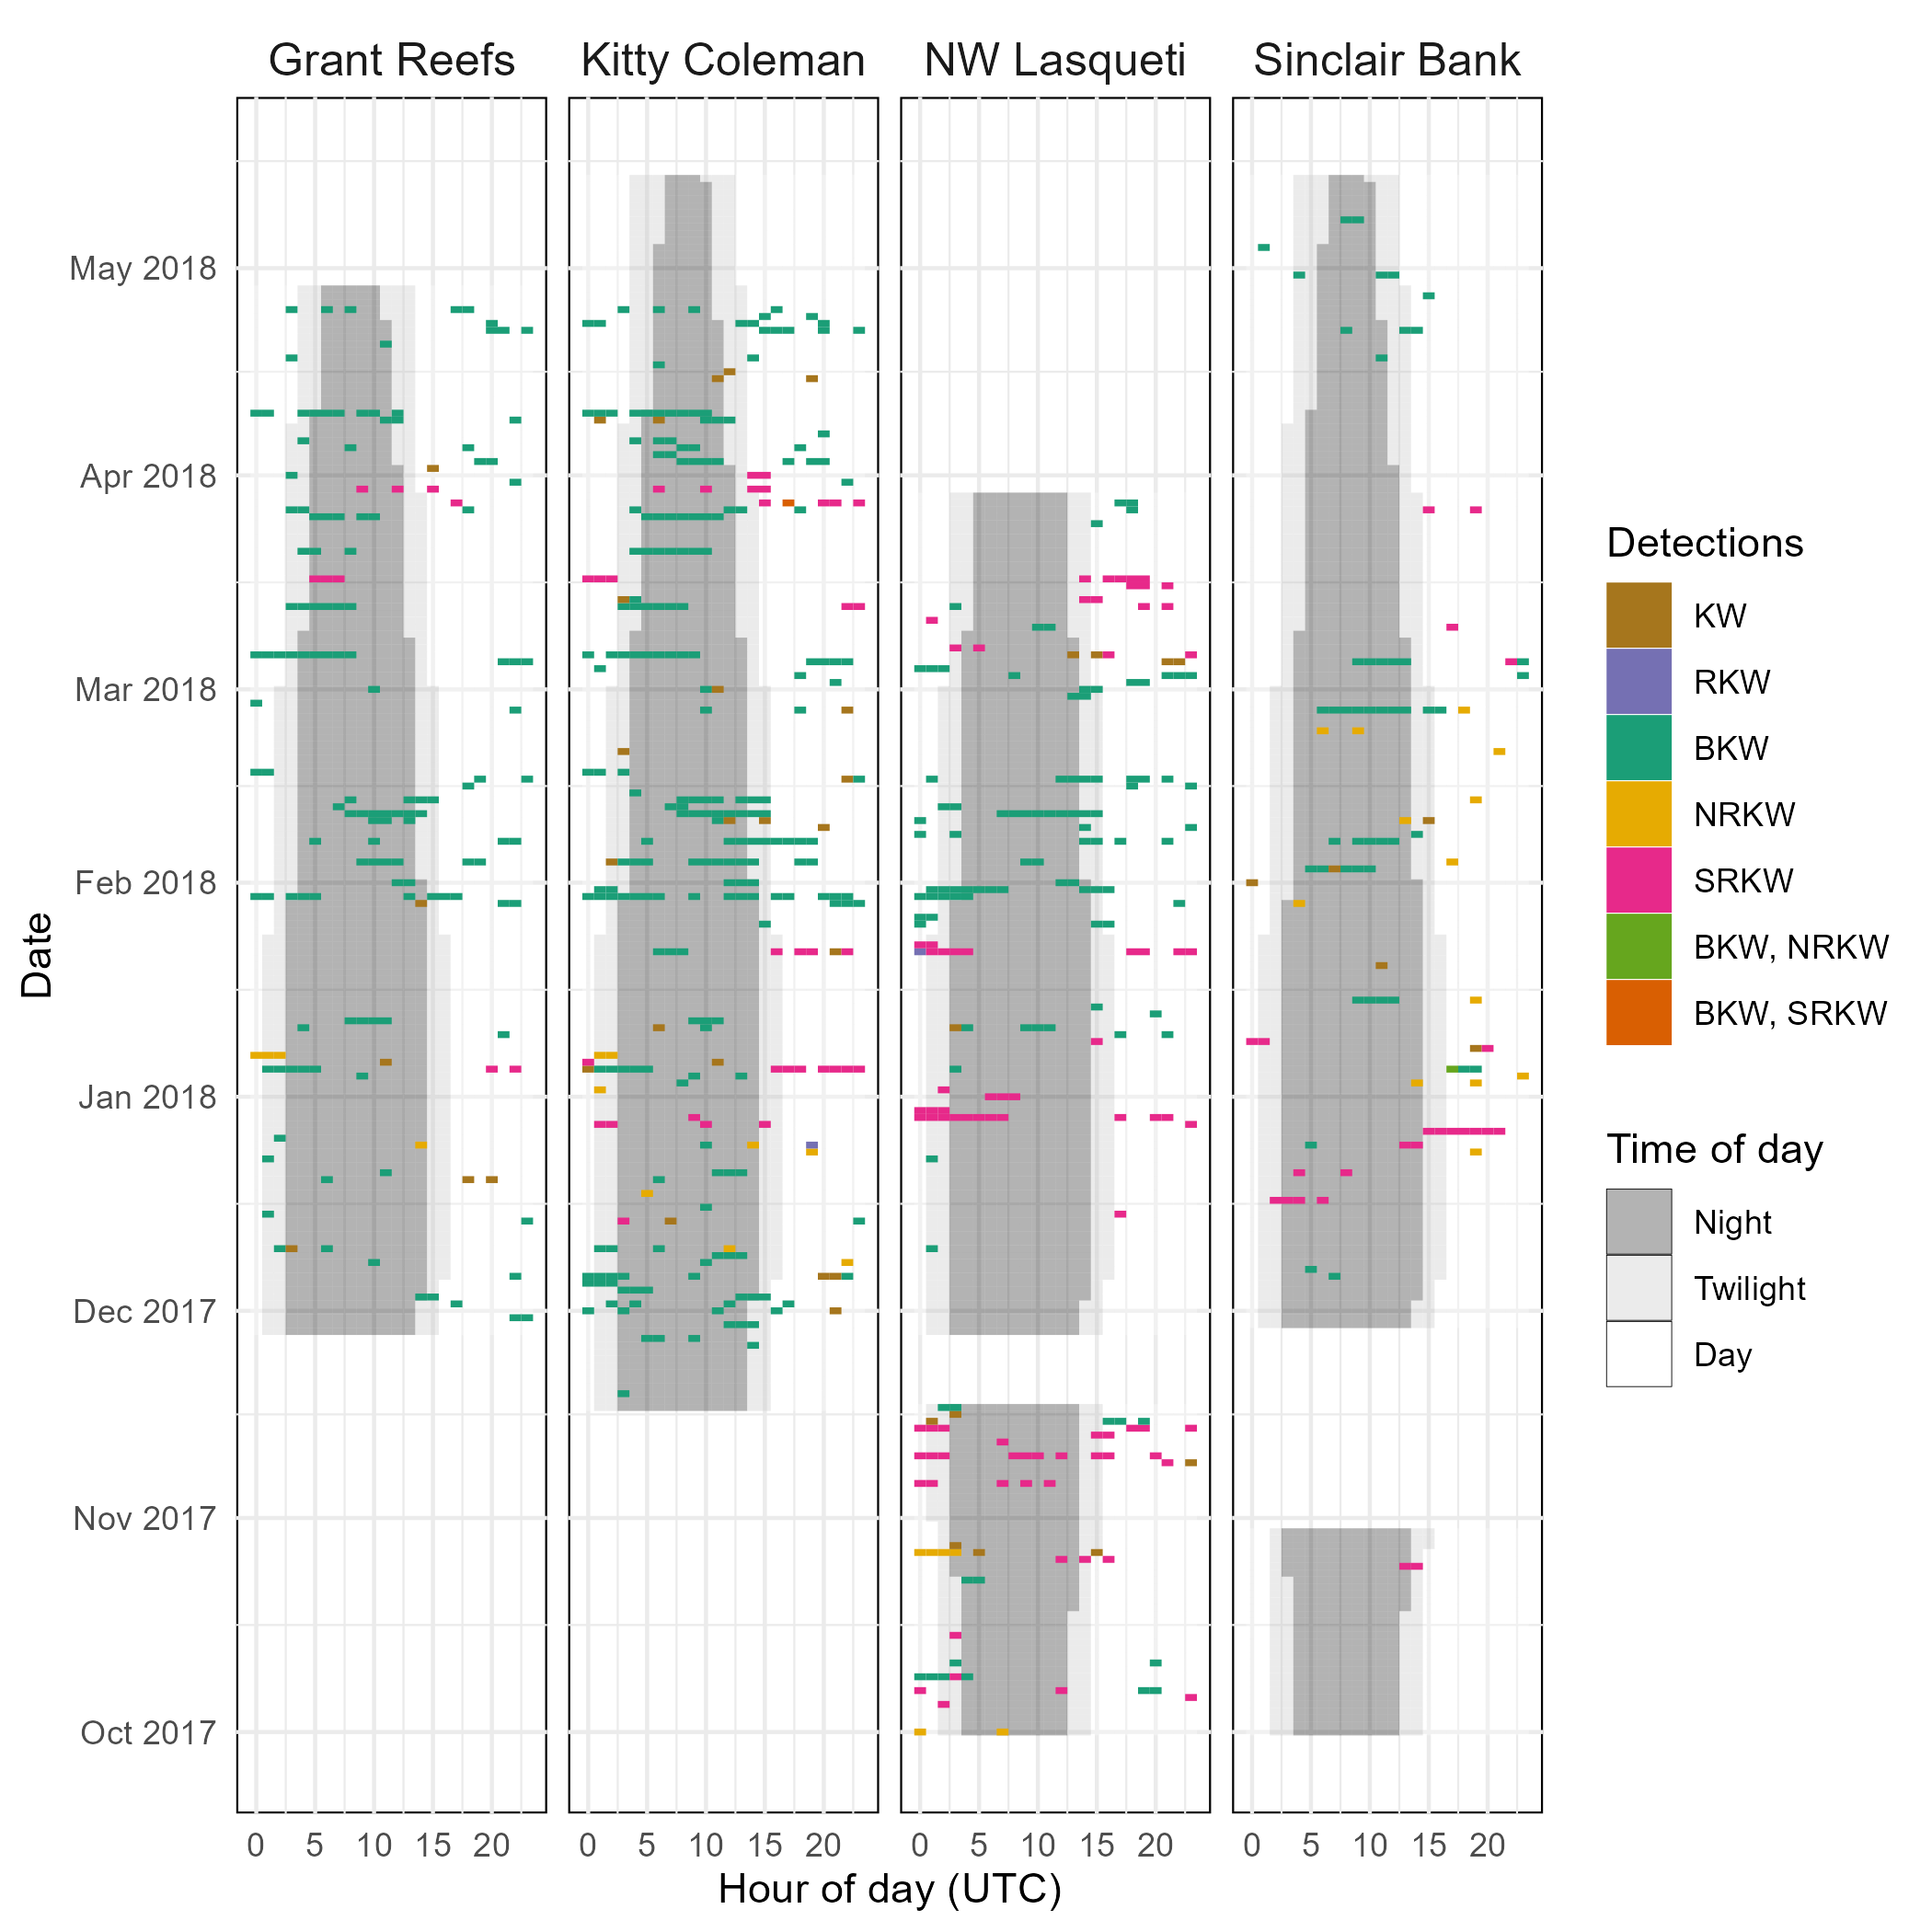 Grant Reefs Kitty Coleman NW Lasqueti Sinclair Bank
May 2018
Apr 2018
Mar 2018
Feb 2018
Jan 2018
Dec 2017
Nov 2017
Oct 2017
Date
0 5 10 15 20 0 5 10 15 20 0 5 10 15 20 0 5 10 15 20
Hour of day (UTC)
Detections
KW
RKW
BKW
NRKW
SRKW
BKW, NRKW
BKW, SRKW
Time of day
Night
Twilight
Day